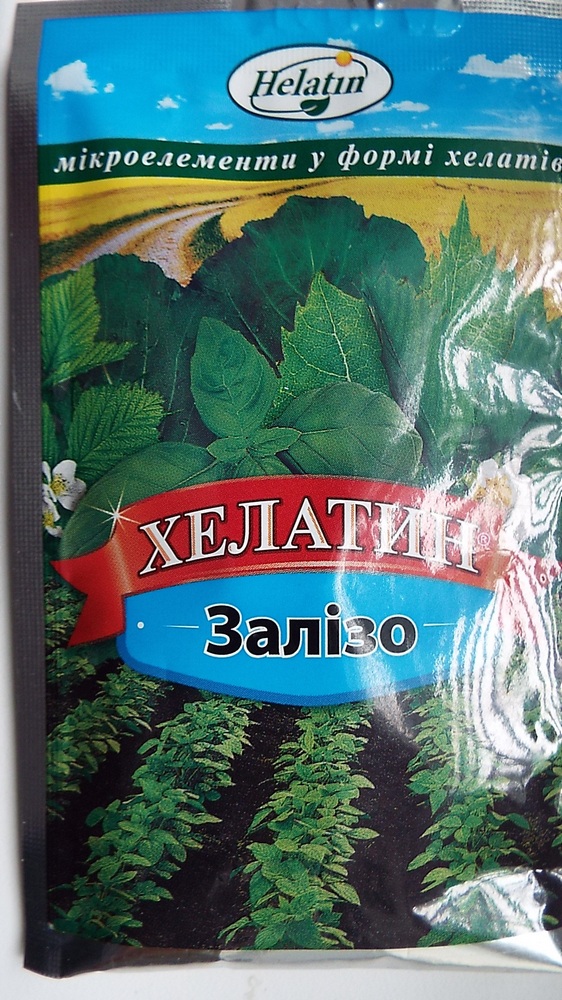 Helatin
мікроелементи у формі хелатів
ХЕЛАТИН®
Залізо